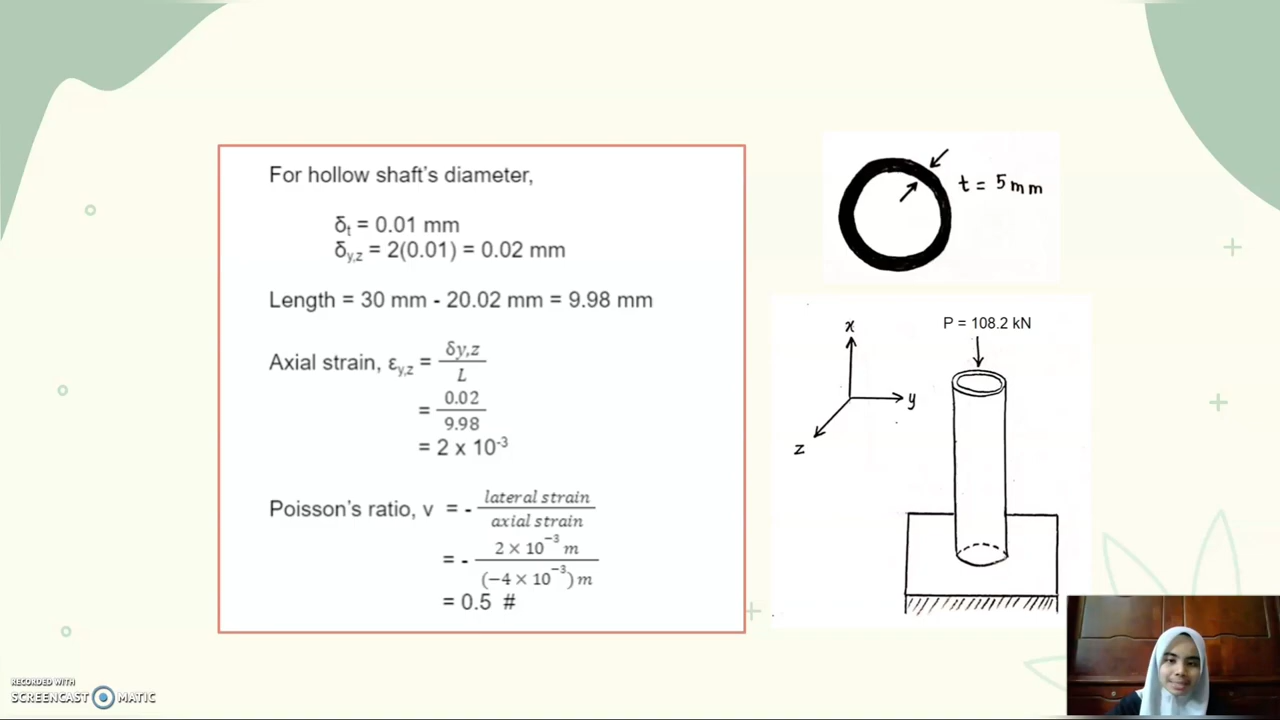 For hollow shaft's diameter,
δt = 0.01 mm
δy,z = 2(0.01) = 0.02 mm
Length = 30 mm - 20.02 mm = 9.98 mm
Axial strain, εy,z = δy,z / L
= 0.02 / 9.98
= 2 x 10⁻³
Poisson's ratio, v = - lateral strain / axial strain
= - 2 × 10⁻³ m / (−4 × 10⁻³) m
= 0.5 #
t = 5mm
x
y
z
P = 108.2 kN
RECORDED WITH
SCREENCAST MATIC